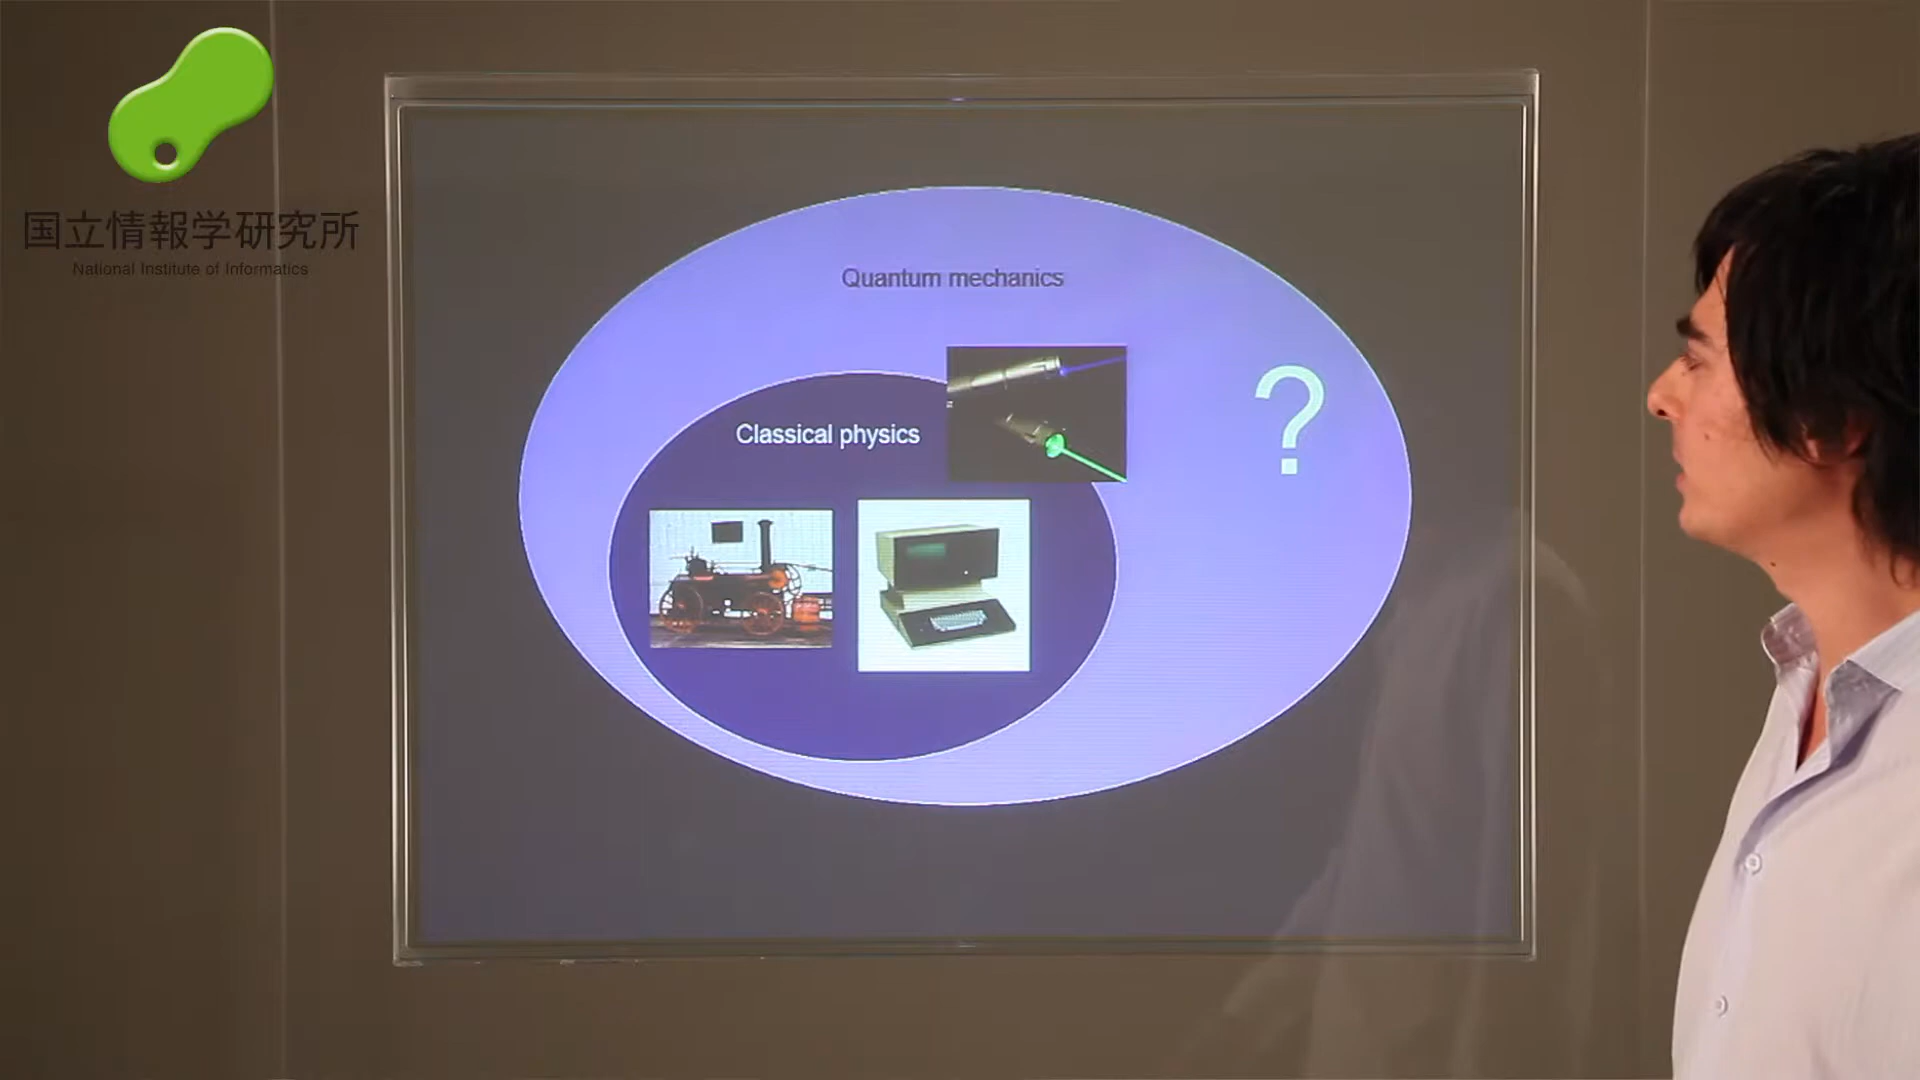 国立情報学研究所
National Institute of Informatics
Quantum mechanics
Classical physics
?